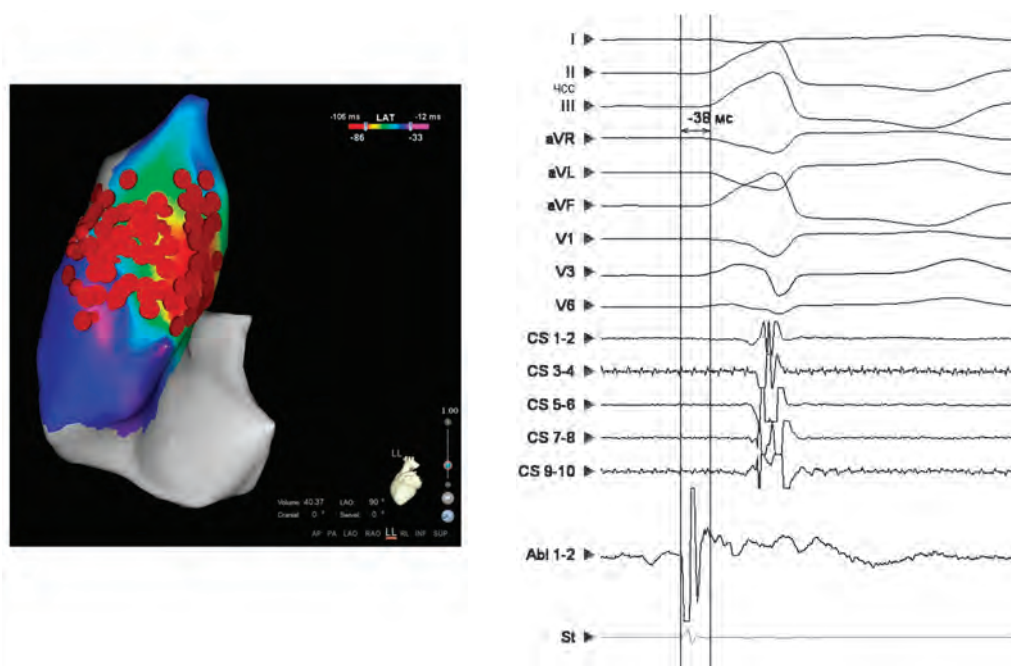 -106 ms LAT -12 ms
-86 -33
1.00
LL
Volume: 40.37 LAO: 90 °
Cranial: 0 ° Swivel: 0 °
AP PA LAO RAO LL RL INF SUP
I
II
ЧСС
III
-38 мс
aVR
aVL
aVF
V1
V3
V6
CS 1-2
CS 3-4
CS 5-6
CS 7-8
CS 9-10
Abl 1-2
St